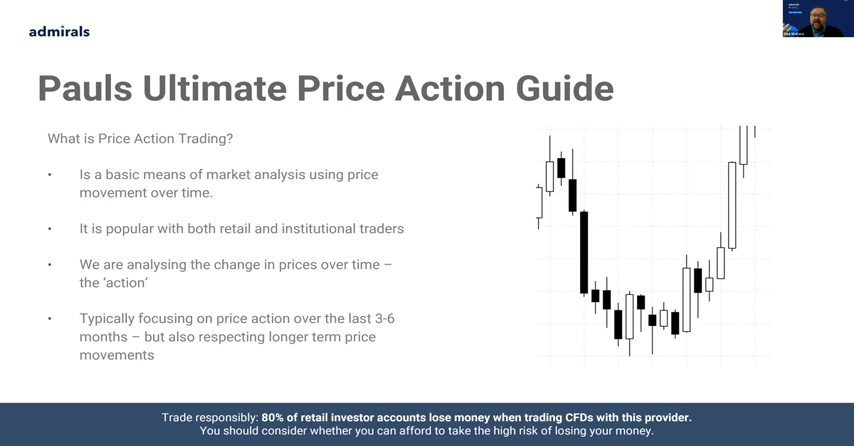 admirals
Pauls Ultimate Price Action Guide
What is Price Action Trading?
• Is a basic means of market analysis using price
movement over time.
• It is popular with both retail and institutional traders
• We are analysing the change in prices over time –
the ‘action’
• Typically focusing on price action over the last 3-6
months – but also respecting longer term price
movements
Trade responsibly: 80% of retail investor accounts lose money when trading CFDs with this provider.
You should consider whether you can afford to take the high risk of losing your money.